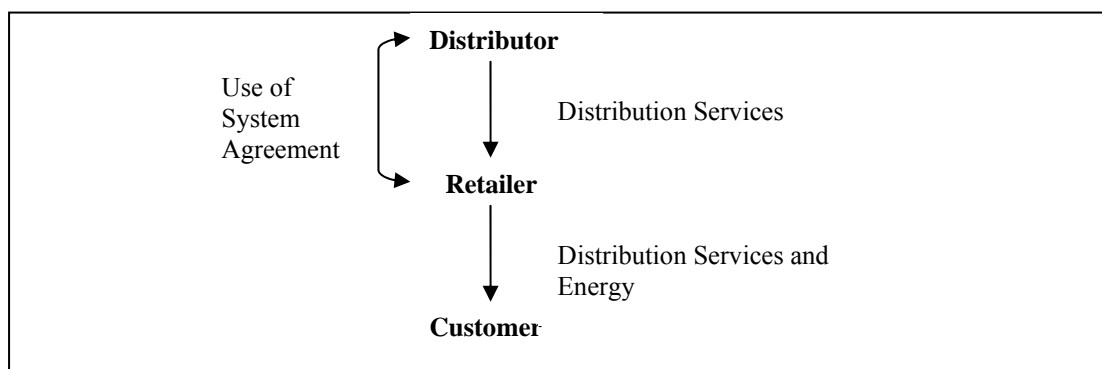 Distributor
Use of
System
Agreement
Distribution Services
Retailer
Distribution Services and
Energy
Customer